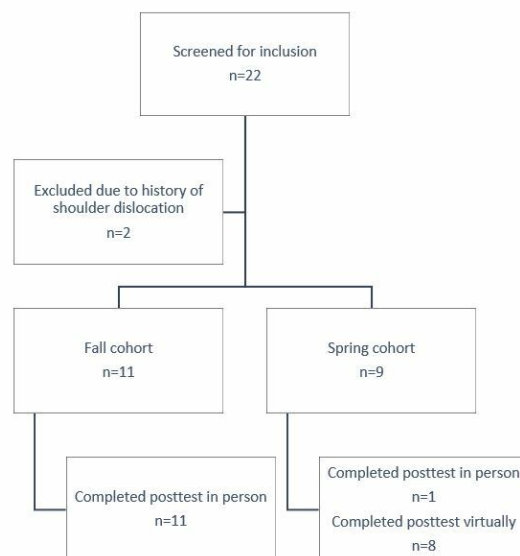 Screened for inclusion
n=22
Excluded due to history of
shoulder dislocation
n=2
Fall cohort
n=11
Spring cohort
n=9
Completed posttest in person
n=11
Completed posttest in person
n=1
Completed posttest virtually
n=8